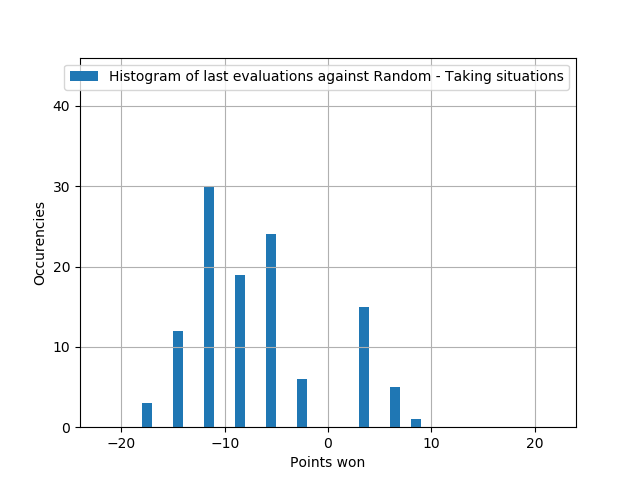 Histogram of last evaluations against Random - Taking situations
40
30
20
10
0
Occurencies
−20 −10 0 10 20
Points won